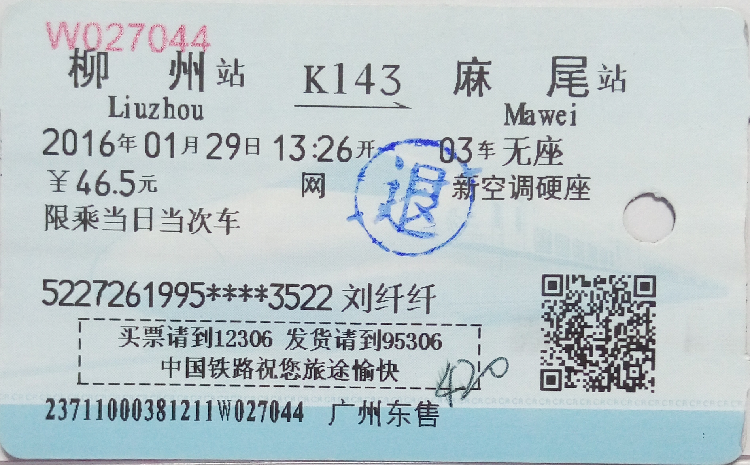 W027044
柳州站 K143 麻尾站
Liuzhou Mawei
2016年01月29日 13:26开 03车 无座
￥46.5元 网 新空调硬座
退
限乘当日当次车
5227261995****3522 刘纤纤
买票请到12306 发货请到95306
中国铁路祝您旅途愉快
420
23711000381211W027044 广州东售